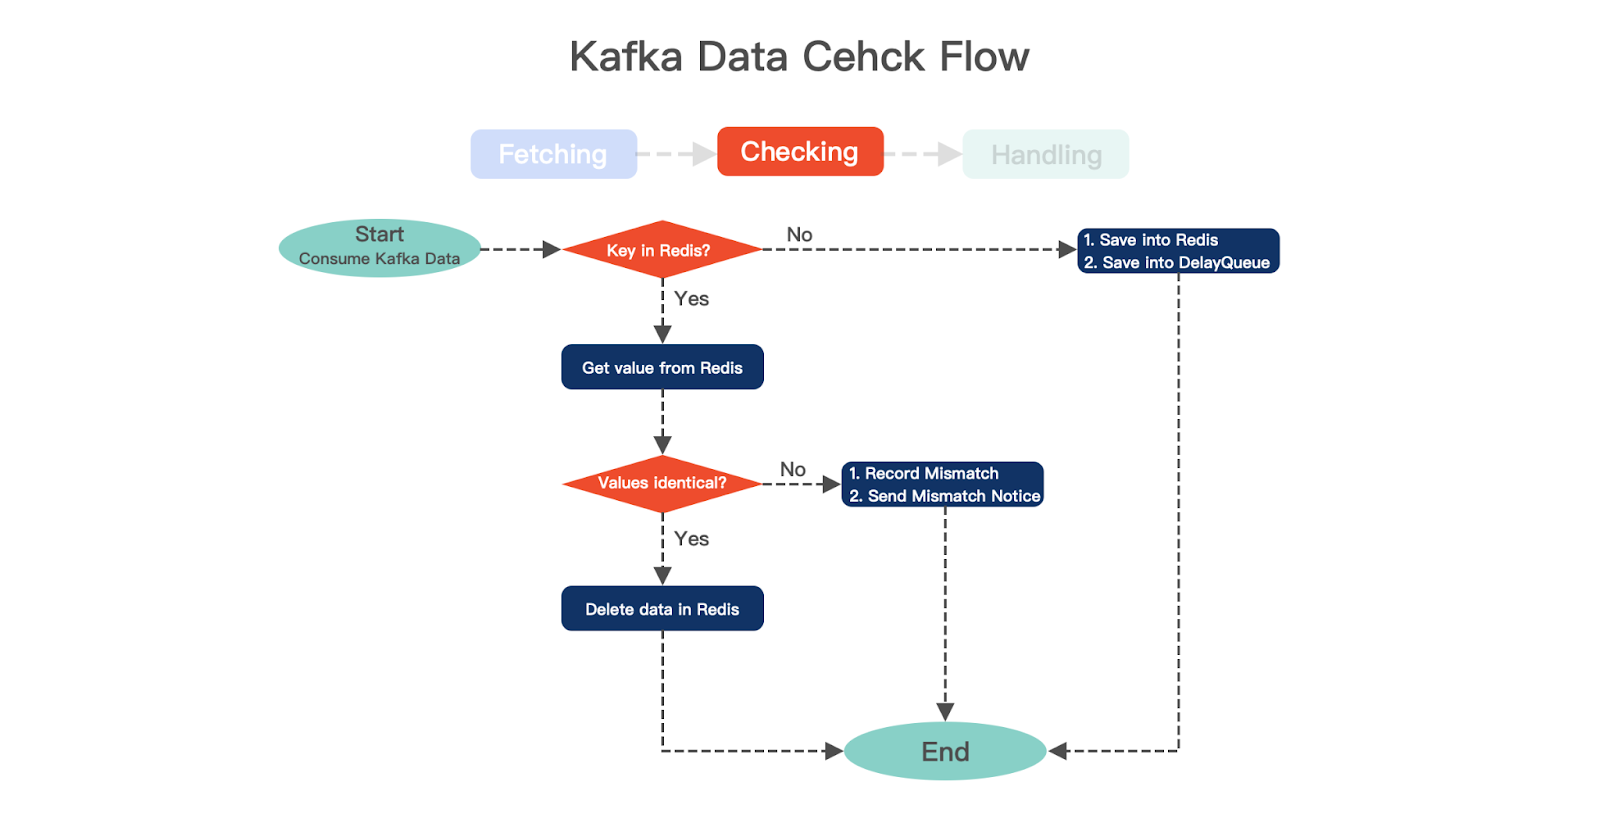 Kafka Data Cehck Flow
Fetching
Checking
Handling
Start
Consume Kafka Data
Key in Redis?
No
1. Save into Redis
2. Save into DelayQueue
Yes
Get value from Redis
Values identical?
No
1. Record Mismatch
2. Send Mismatch Notice
Yes
Delete data in Redis
End